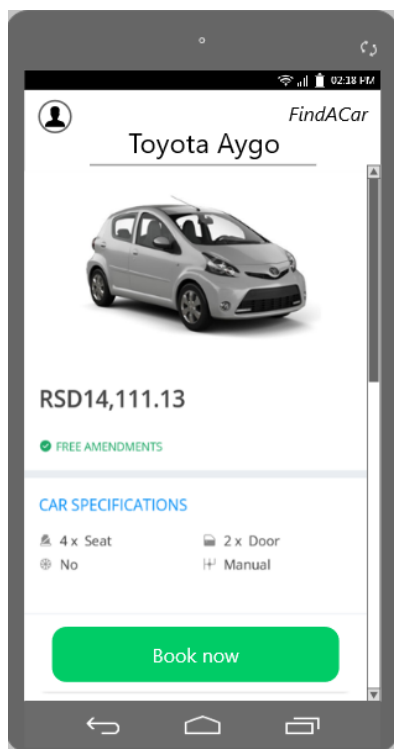 02:18 PM
FindACar
Toyota Aygo
RSD14,111.13
FREE AMENDMENTS
CAR SPECIFICATIONS
4 x Seat 2 x Door
No Manual
Book now